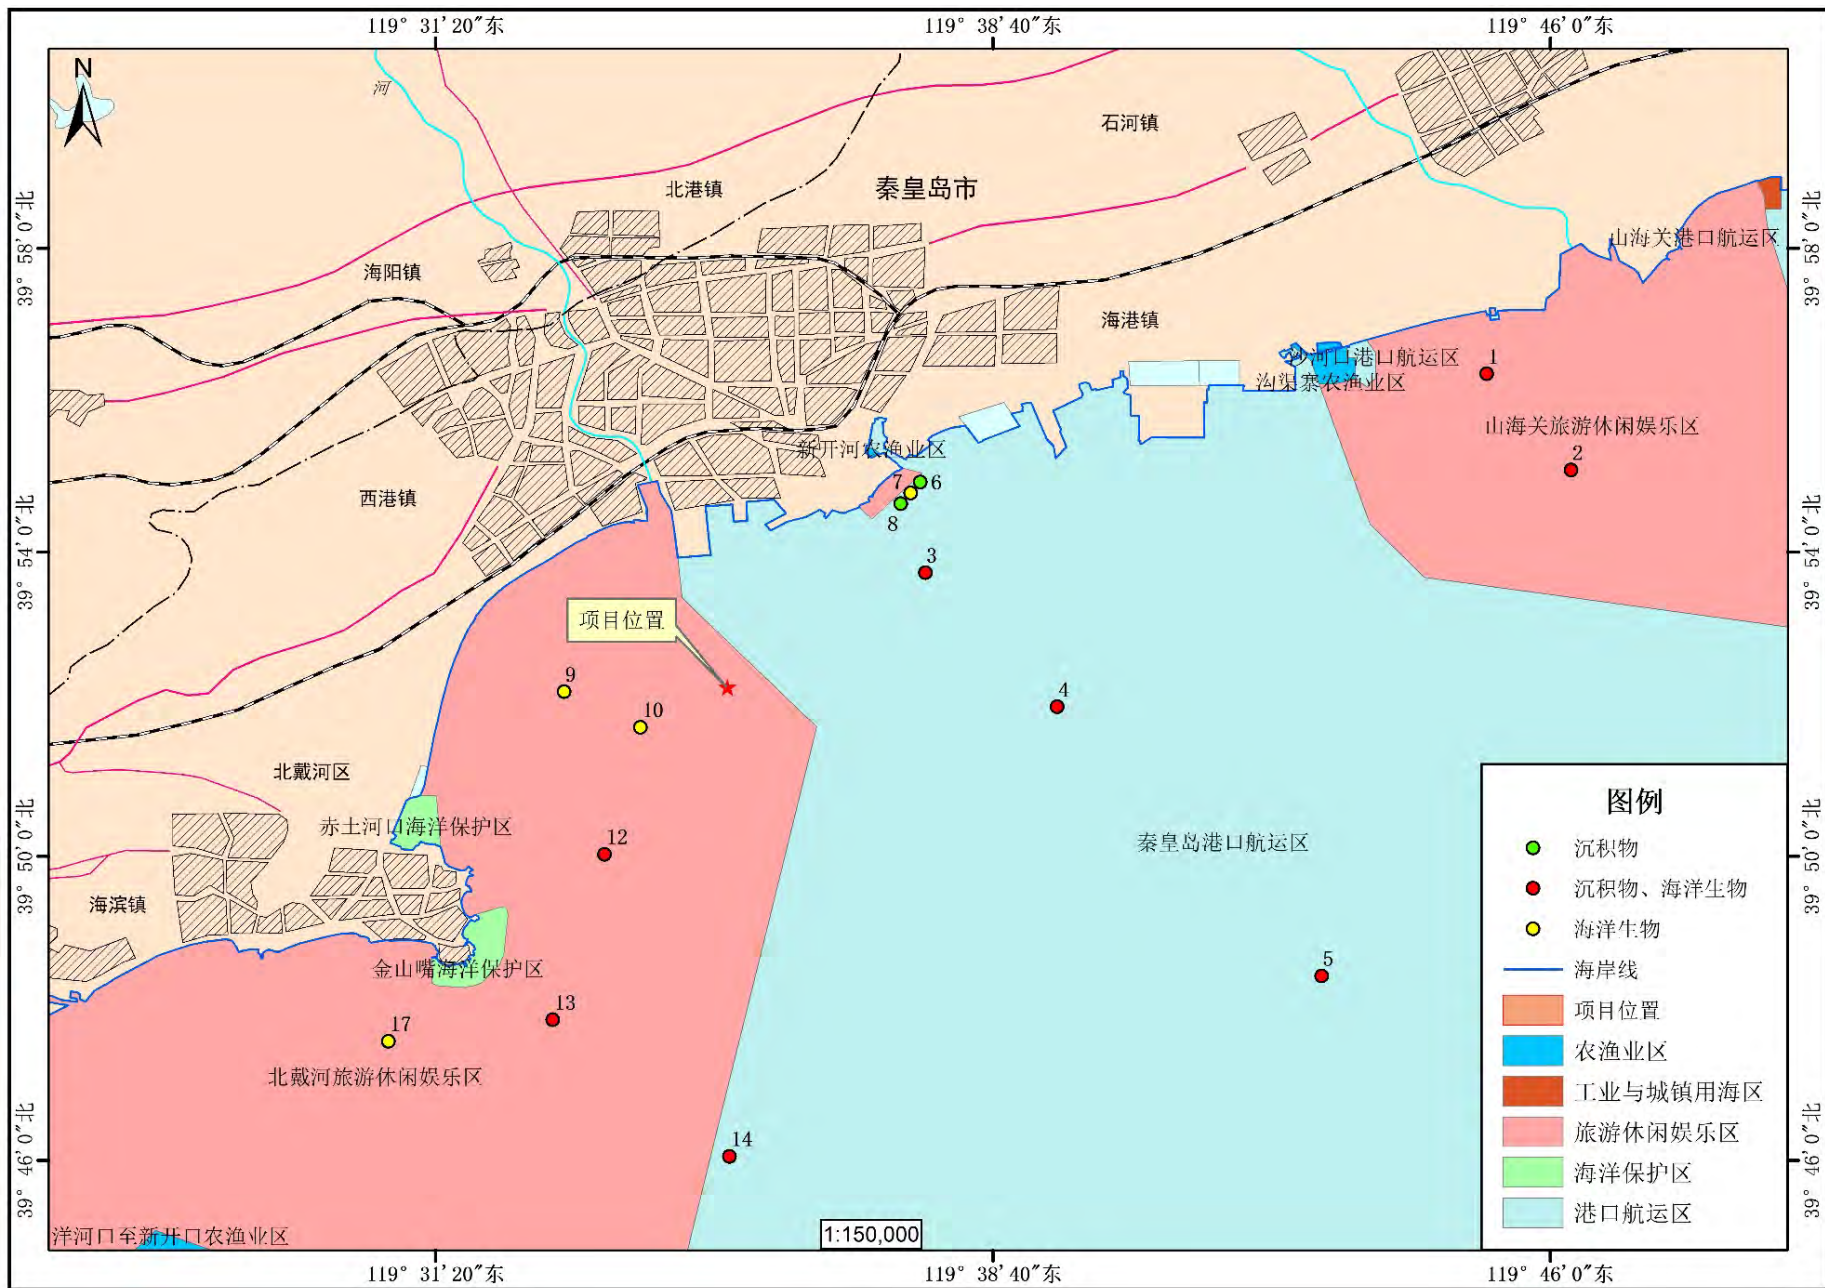 119° 31′ 20″东
119° 38′ 40″东
119° 46′ 0″东
N
河
石河镇
北港镇
秦皇岛市
39° 58′ 0″北
39° 58′ 0″北
山海关港口航运区
海阳镇
海港镇
沙河口港口航运区
1
沟渠寨农渔业区
山海关旅游休闲娱乐区
新开河农渔业区
2
7
6
西港镇
8
39° 54′ 0″北
39° 54′ 0″北
3
项目位置
9
4
10
北戴河区
图例
赤土河口海洋保护区
12
秦皇岛港口航运区
沉积物
39° 50′ 0″北
39° 50′ 0″北
沉积物、海洋生物
海滨镇
海洋生物
金山嘴海洋保护区
5
海岸线
13
项目位置
17
农渔业区
北戴河旅游休闲娱乐区
工业与城镇用海区
旅游休闲娱乐区
14
39° 46′ 0″北
39° 46′ 0″北
海洋保护区
港口航运区
洋河口至新开口农渔业区
1:150,000
119° 31′ 20″东
119° 38′ 40″东
119° 46′ 0″东